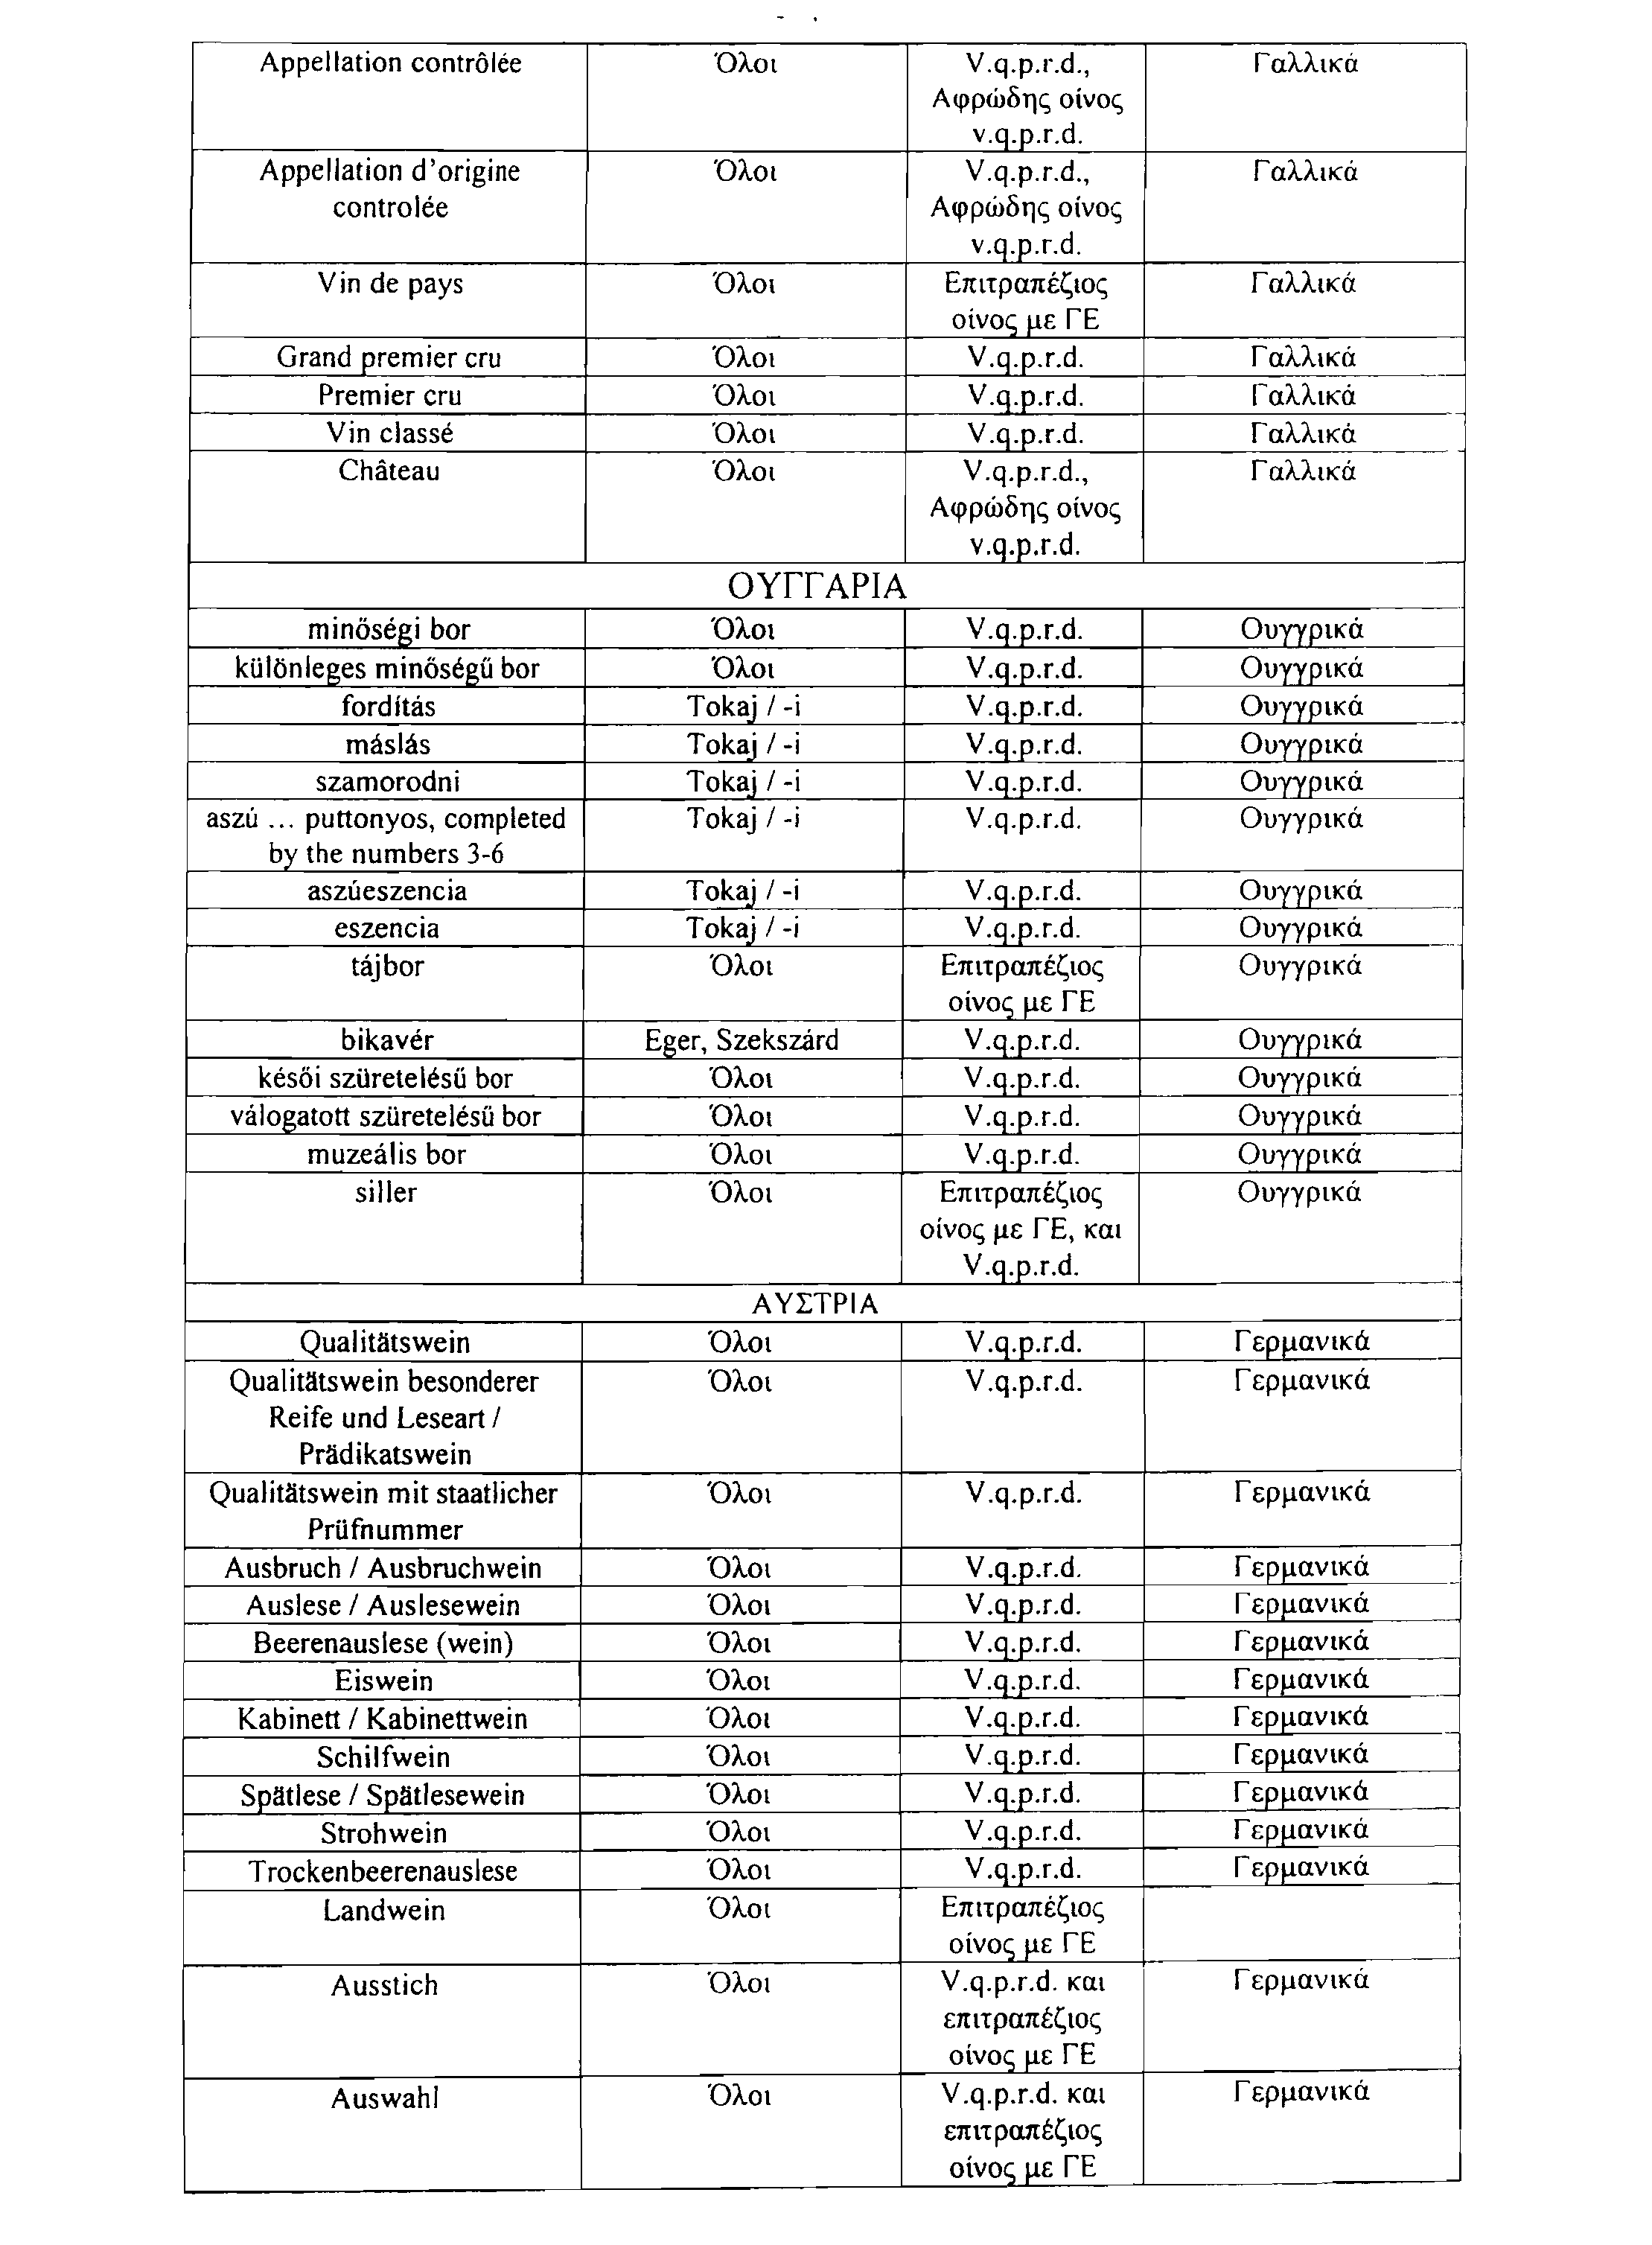 Appellation contrôlée Όλοι V.q.p.r.d., Γαλλικά
Αφρώδης οίνος
v.q.p.r.d.
Appellation d'origine Όλοι V.q.p.r.d., Γαλλικά
controlée Αφρώδης οίνος
v.q.p.r.d.
Vin de pays Όλοι Επιτραπέζιος Γαλλικά
οίνος με ΓΕ
Grand premier cru Όλοι V.q.p.r.d. Γαλλικά
Premier cru Όλοι V.q.p.r.d. Γαλλικά
Vin classé Όλοι V.q.p.r.d. Γαλλικά
Château Όλοι V.q.p.r.d., Γαλλικά
Αφρώδης οίνος
v.q.p.r.d.
ΟΥΓΓΑΡΙΑ
minőségi bor Όλοι V.q.p.r.d. Ουγγρικά
különleges minőségű bor Όλοι V.q.p.r.d. Ουγγρικά
fordítás Tokaj / -i V.q.p.r.d. Ουγγρικά
máslás Tokaj / -i V.q.p.r.d. Ουγγρικά
szamorodni Tokaj / -i V.q.p.r.d. Ουγγρικά
aszú ... puttonyos, completed Tokaj / -i V.q.p.r.d. Ουγγρικά
by the numbers 3-6
aszúeszencia Tokaj / -i V.q.p.r.d. Ουγγρικά
eszencia Tokaj / -i V.q.p.r.d. Ουγγρικά
tájbor Όλοι Επιτραπέζιος Ουγγρικά
οίνος με ΓΕ
bikavér Eger, Szekszárd V.q.p.r.d. Ουγγρικά
késői szüretelésű bor Όλοι V.q.p.r.d. Ουγγρικά
válogatott szüretelésű bor Όλοι V.q.p.r.d. Ουγγρικά
muzeális bor Όλοι V.q.p.r.d. Ουγγρικά
siller Όλοι Επιτραπέζιος Ουγγρικά
οίνος με ΓΕ, και
V.q.p.r.d.
ΑΥΣΤΡΙΑ
Qualitätswein Όλοι V.q.p.r.d. Γερμανικά
Qualitätswein besonderer Όλοι V.q.p.r.d. Γερμανικά
Reife und Leseart /
Prädikatswein
Qualitätswein mit staatlicher Όλοι V.q.p.r.d. Γερμανικά
Prüfnummer
Ausbruch / Ausbruchwein Όλοι V.q.p.r.d. Γερμανικά
Auslese / Auslesewein Όλοι V.q.p.r.d. Γερμανικά
Beerenauslese (wein) Όλοι V.q.p.r.d. Γερμανικά
Eiswein Όλοι V.q.p.r.d. Γερμανικά
Kabinett / Kabinettwein Όλοι V.q.p.r.d. Γερμανικά
Schilfwein Όλοι V.q.p.r.d. Γερμανικά
Spätlese / Spätlesewein Όλοι V.q.p.r.d. Γερμανικά
Strohwein Όλοι V.q.p.r.d. Γερμανικά
Trockenbeerenauslese Όλοι V.q.p.r.d. Γερμανικά
Landwein Όλοι Επιτραπέζιος
οίνος με ΓΕ
Ausstich Όλοι V.q.p.r.d. και Γερμανικά
επιτραπέζιος
οίνος με ΓΕ
Auswahl Όλοι V.q.p.r.d. και Γερμανικά
επιτραπέζιος
οίνος με ΓΕ